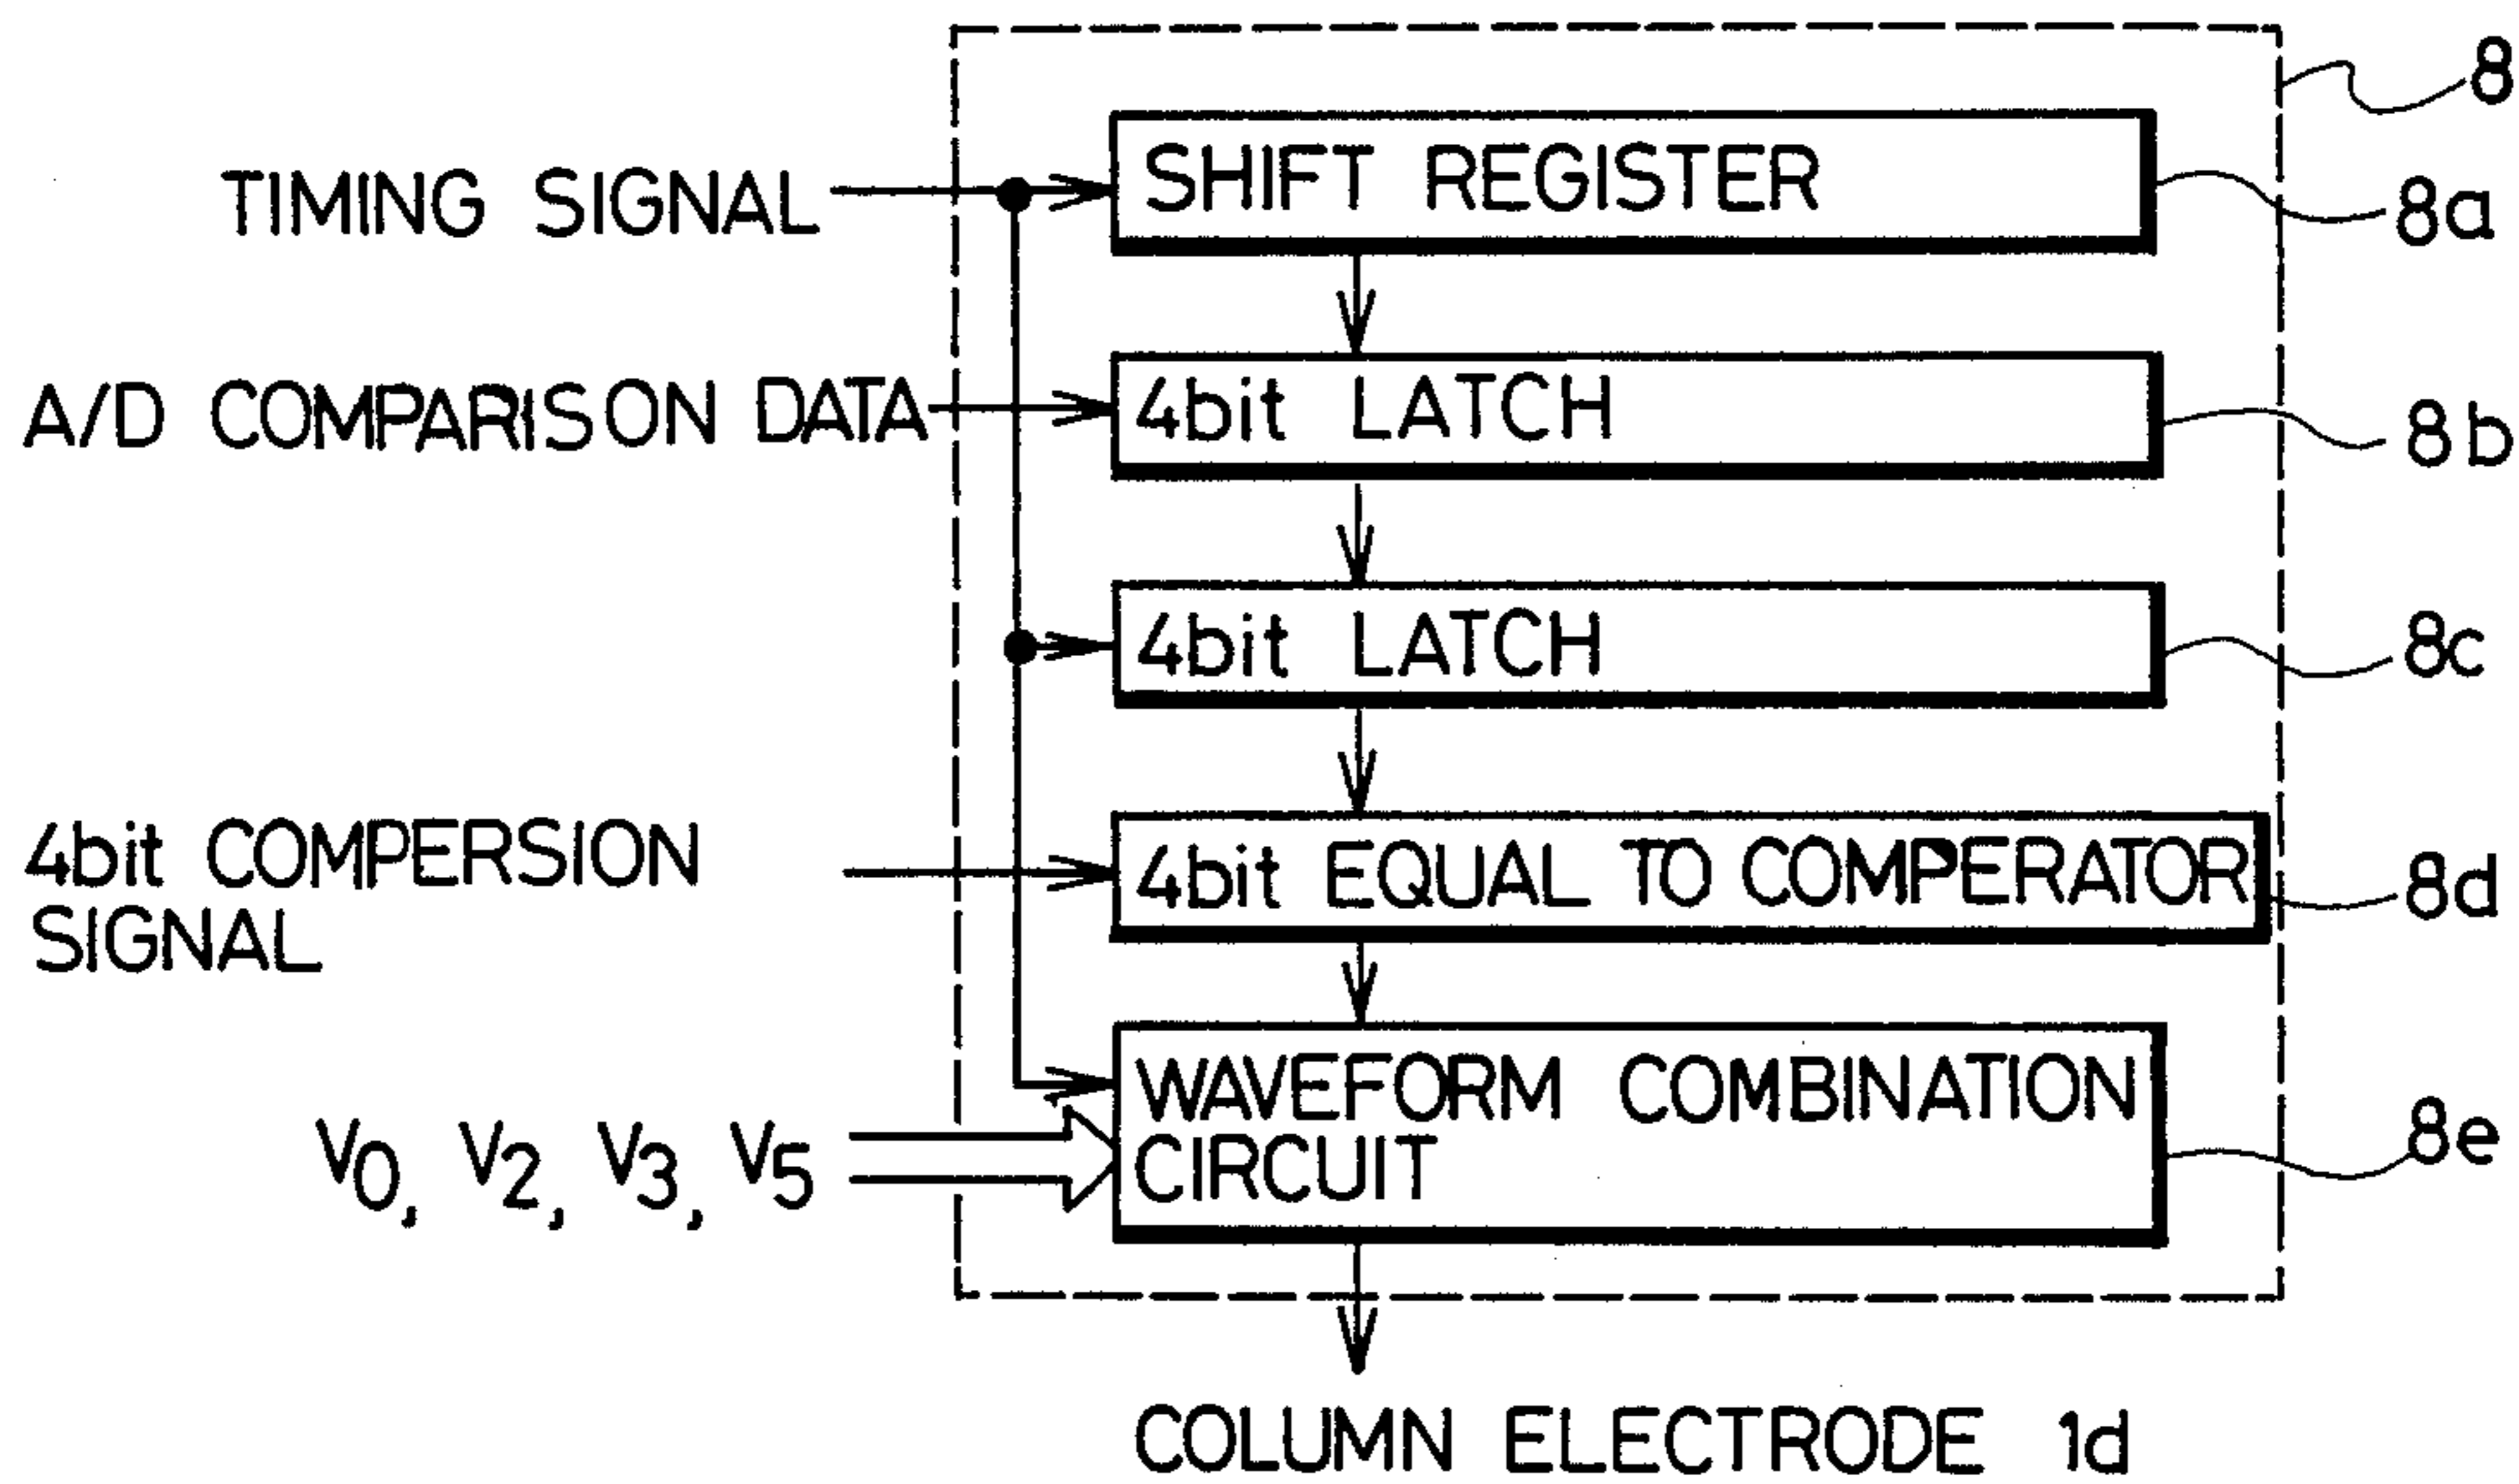 8
TIMING SIGNAL
SHIFT REGISTER
8a
A/D COMPARISON DATA
4bit LATCH
8b
4bit LATCH
8c
4bit COMPERSION
SIGNAL
4bit EQUAL TO COMPERATOR
8d
WAVEFORM COMBINATION
CIRCUIT
8e
V0, V2, V3, V5
COLUMN ELECTRODE 1d